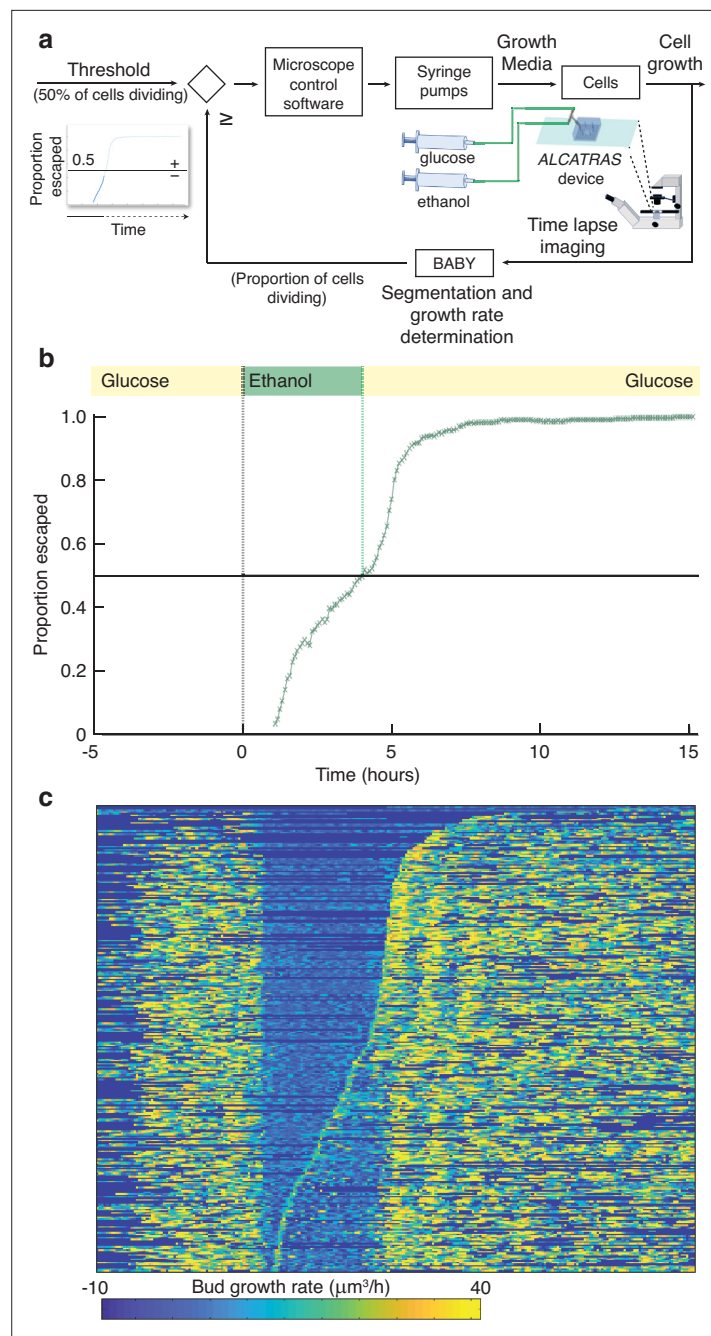 a
Threshold
(50% of cells dividing)
≥
Microscope
control
software
Syringe
pumps
Growth
Media
Cells
Cell
growth
Proportion
escaped
0.5
+
−
Time
glucose
ethanol
ALCATRAS
device
Time lapse
imaging
BABY
(Proportion of cells
dividing)
Segmentation and
growth rate
determination
b
Glucose
Ethanol
Glucose
Proportion escaped
1.0
0.8
0.6
0.4
0.2
0
-5
0
5
10
15
Time (hours)
c
-10
Bud growth rate (μm³/h)
40